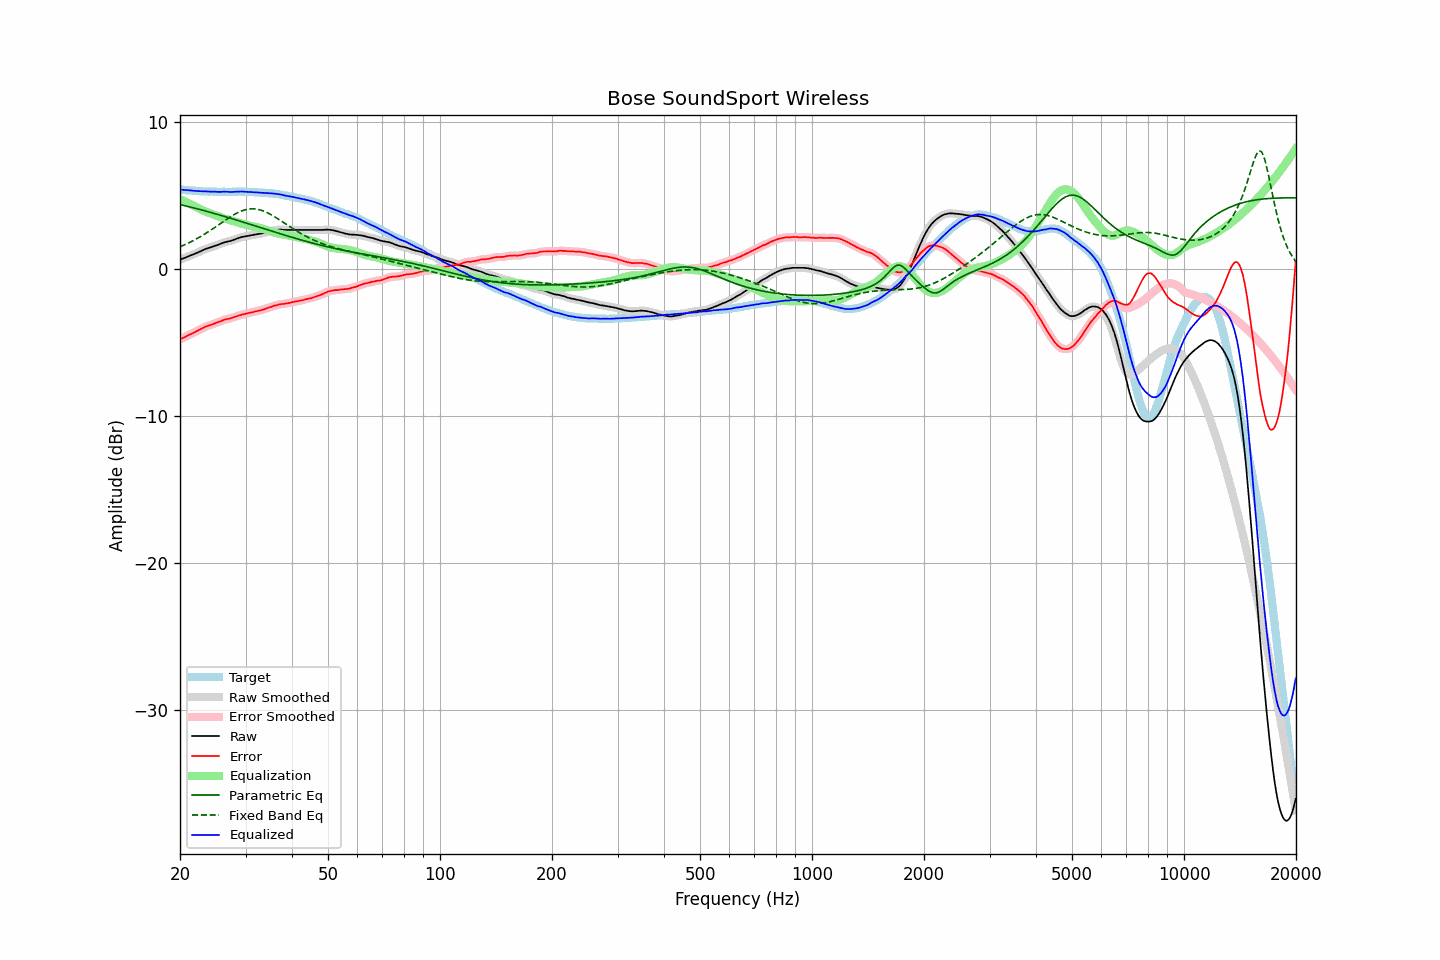 Bose SoundSport Wireless
Amplitude (dBr)
10
0
−10
−20
−30
Target
Raw Smoothed
Error Smoothed
Raw
Error
Equalization
Parametric Eq
Fixed Band Eq
Equalized
20 50 100 200 500 1000 2000 5000 10000 20000
Frequency (Hz)